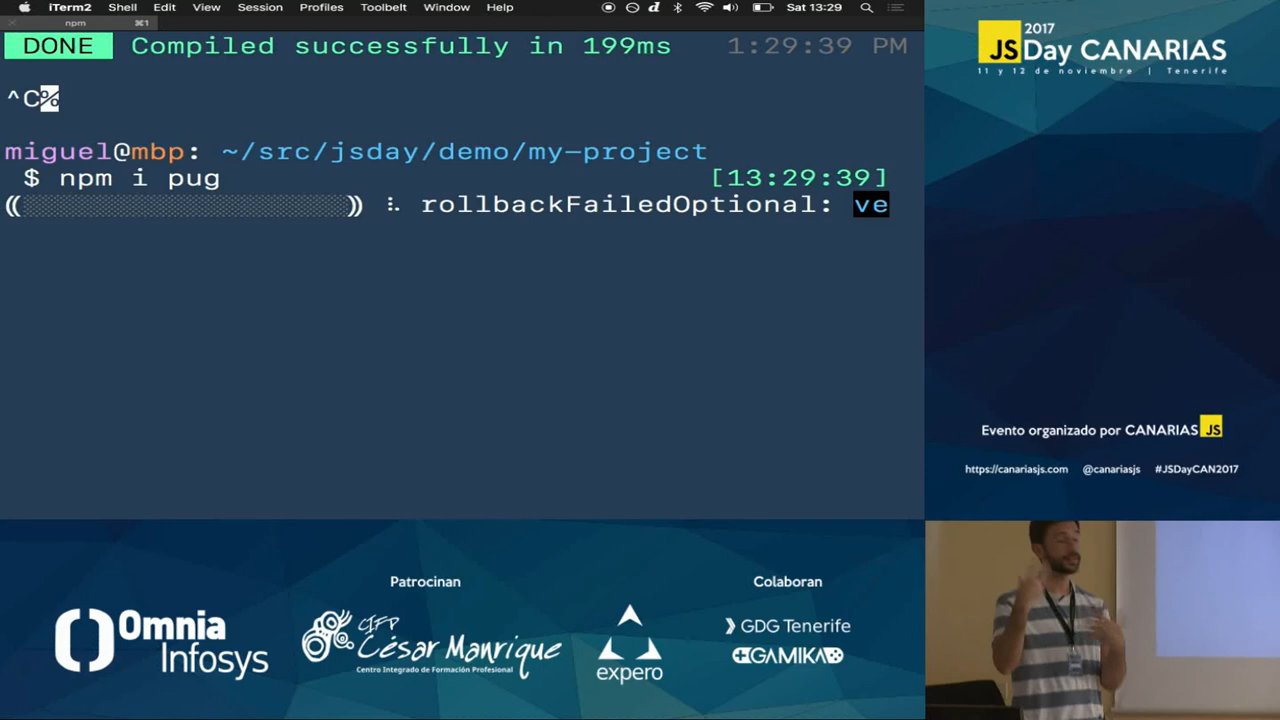 iTerm2 Shell Edit View Session Profiles Toolbelt Window Help Sat 13:29
npm ⌘1
DONE Compiled successfully in 199ms 1:29:39 PM
^C%
miguel@mbp: ~/src/jsday/demo/my-project
$ npm i pug [13:29:39]
rollbackFailedOptional: ve
2017
JSDay CANARIAS
11 y 12 de noviembre | Tenerife
Evento organizado por CANARIAS JS
https://canariasjs.com @canariasjs #JSDayCAN2017
Patrocinan
Colaboran
Omnia Infosys
CIFP César Manrique
Centro Integrado de Formación Profesional
expero
GDG Tenerife
GAMIKA